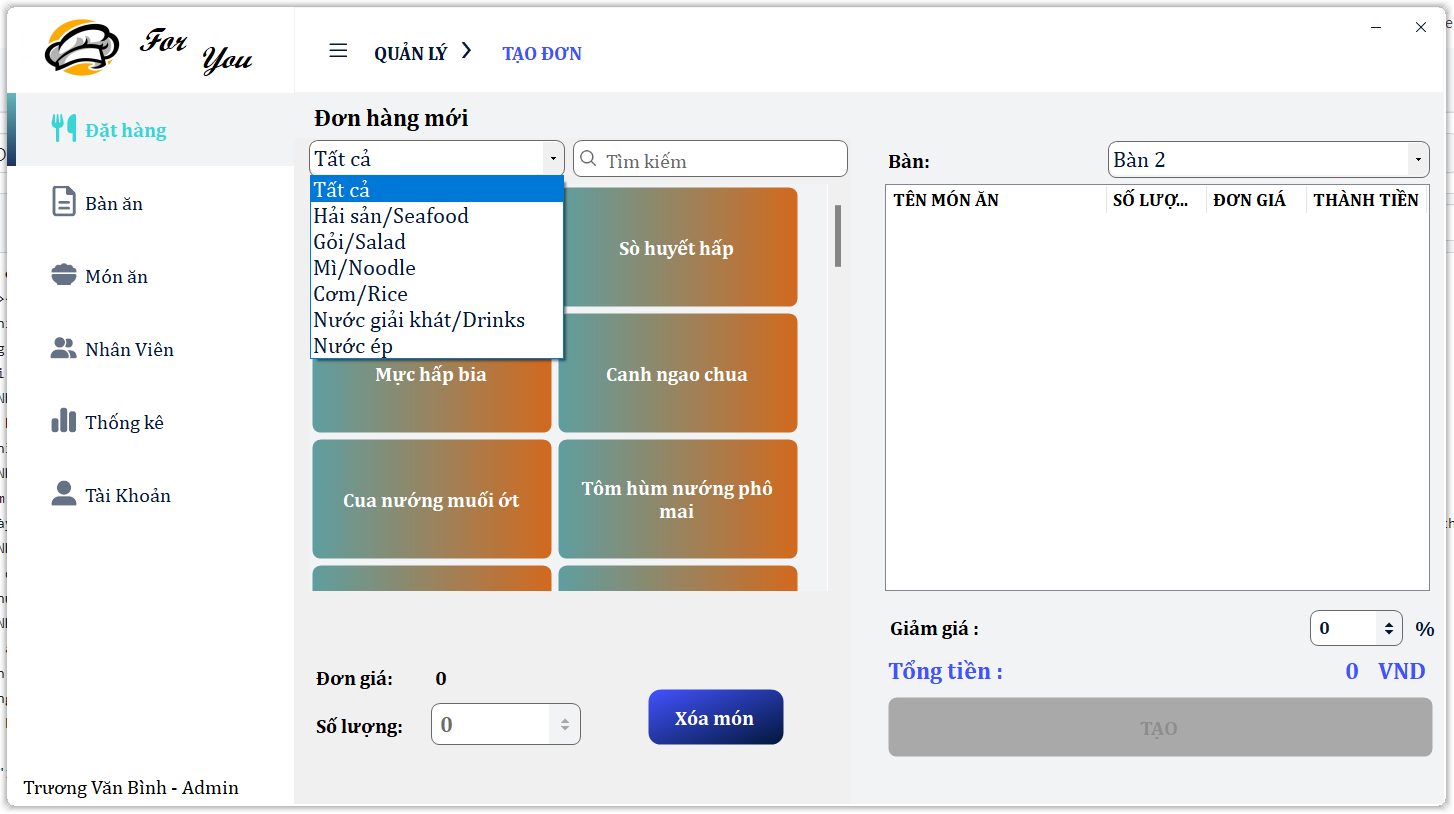 For
You
QUẢN LÝ
TẠO ĐƠN
Đặt hàng
Bàn ăn
Món ăn
Nhân Viên
Thống kê
Tài Khoản
Trương Văn Bình - Admin
Đơn hàng mới
Tất cả
Tìm kiếm
Tất cả
Hải sản/Seafood
Gỏi/Salad
Mì/Noodle
Cơm/Rice
Nước giải khát/Drinks
Nước ép
Sò huyết hấp
Mực hấp bia
Canh ngao chua
Cua nướng muối ớt
Tôm hùm nướng phô
mai
Đơn giá:
0
Số lượng:
0
Xóa món
Bàn:
Bàn 2
TÊN MÓN ĂN
SỐ LƯỢ...
ĐƠN GIÁ
THÀNH TIỀN
Giảm giá :
0
%
Tổng tiền :
0 VND
TẠO